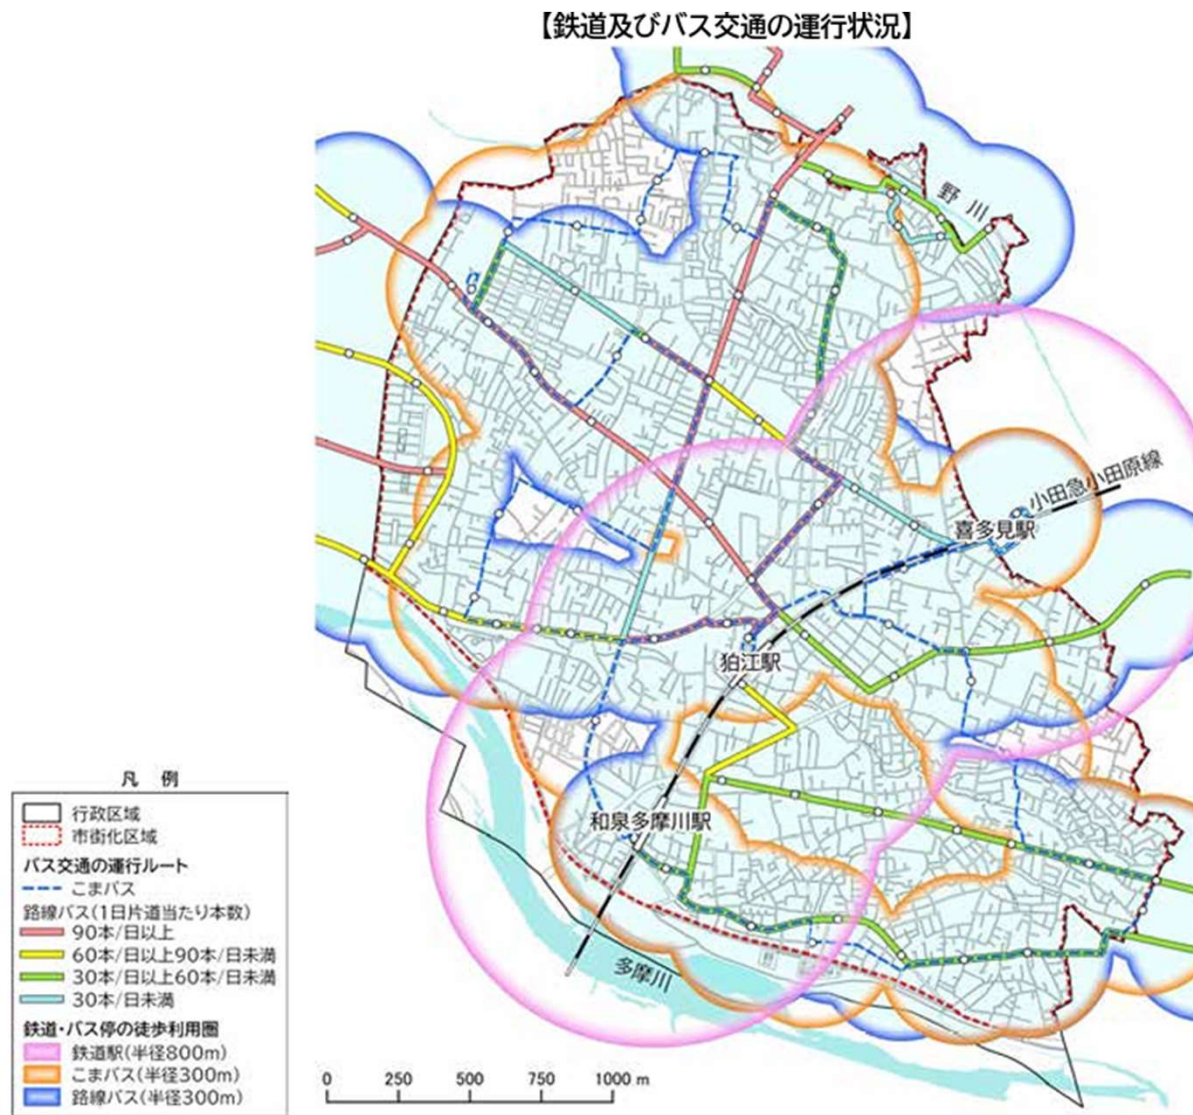 【鉄道及びバス交通の運行状況】
野川
小田急小田原線
喜多見駅
狛江駅
和泉多摩川駅
多摩川
凡 例
行政区域
市街化区域
バス交通の運行ルート
こまバス
路線バス(1日片道当たり本数)
90本/日以上
60本/日以上90本/日未満
30本/日以上60本/日未満
30本/日未満
鉄道・バス停の徒歩利用圏
鉄道駅(半径800m)
こまバス(半径300m)
路線バス(半径300m)
0 250 500 750 1000 m